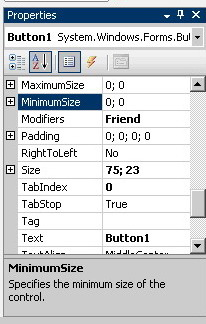 Properties
Button1 System.Windows.Forms.Bu
MaximumSize 0; 0
MinimumSize 0; 0
Modifiers Friend
Padding 0; 0; 0; 0
RightToLeft No
Size 75; 23
TabIndex 0
TabStop True
Tag
Text Button1
TextAlign MiddleCenter
MinimumSize
Specifies the minimum size of the
control.